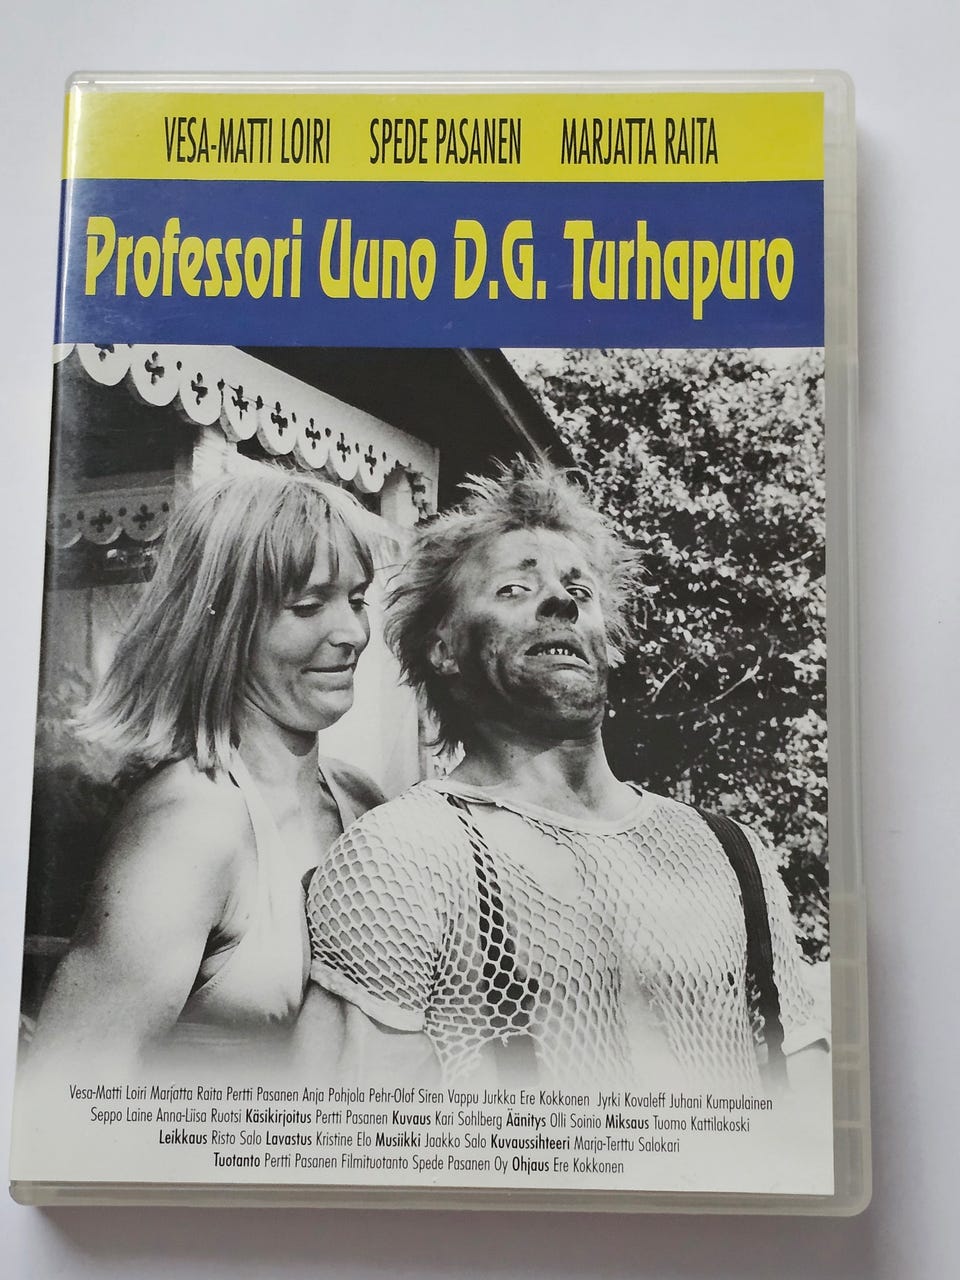 VESA-MATTI LOIRI SPEDE PASANEN MARJATTA RAITA
Professori Uuno D.G. Turhapuro
Vesa-Matti Loiri Marjatta Raita Pertti Pasanen Anja Pohjola Pehr-Olof Siren Vappu Jurkka Ere Kokkonen Jyrki Kovaleff Juhani Kumpulainen
Seppo Laine Anna-Liisa Ruotsi Käsikirjoitus Pertti Pasanen Kuvaus Kari Sohlberg Äänitys Olli Soinio Miksaus Tuomo Kattilakoski
Leikkaus Risto Salo Lavastus Kristine Elo Musiikki Jaakko Salo Kuvaussihteeri Marja-Terttu Salokari
Tuotanto Pertti Pasanen Filmituotanto Spede Pasanen Oy Ohjaus Ere Kokkonen